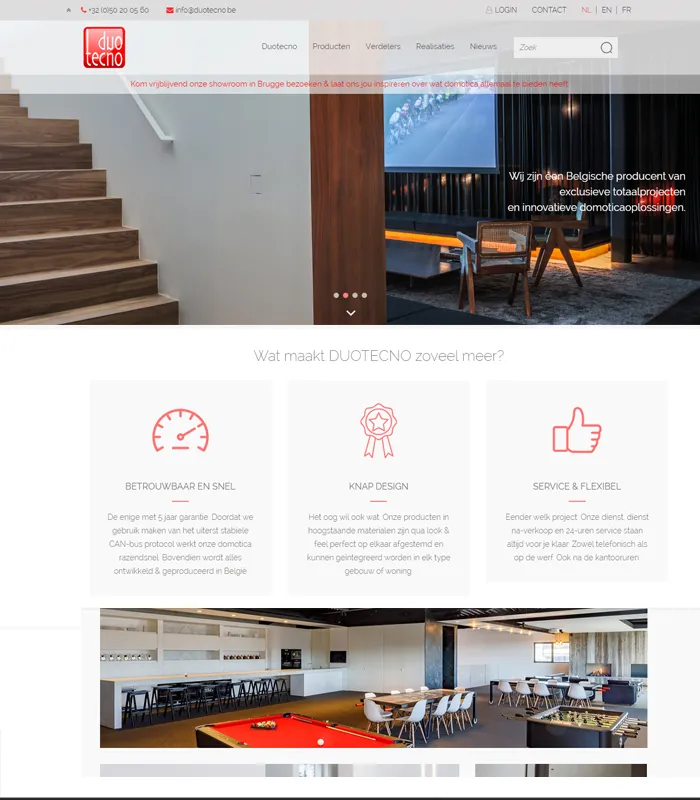 +32 (0)50 20 05 60 info@duotecno.be LOGIN CONTACT NL | EN | FR
duo
tecno
Duotecno Producten Verdelers Realisaties Nieuws Zoek
Kom vrijblijvend onze showroom in Brugge bezoeken & laat ons jou inspireren over wat domotica allemaal te bieden heeft
Wij zijn een Belgische producent van
exclusieve totaalprojecten
en innovatieve domoticaoplossingen.
Wat maakt DUOTECNO zoveel meer?
BETROUWBAAR EN SNEL
De enige met 5 jaar garantie. Doordat we
gebruik maken van het uiterst stabiele
CAN-bus protocol werkt onze domotica
razendsnel. Bovendien wordt alles
ontwikkeld & geproduceerd in België
KNAP DESIGN
Het oog wil ook wat. Onze producten in
hoogstaande materialen zijn qua look &
feel perfect op elkaar afgestemd en
kunnen geïntegreerd worden in elk type
gebouw of woning
SERVICE & FLEXIBEL
Eender welk project. Onze dienst, dienst
na-verkoop en 24-uren service staan
altijd voor je klaar. Zowel telefonisch als
op de werf. Ook na de kantooruren.